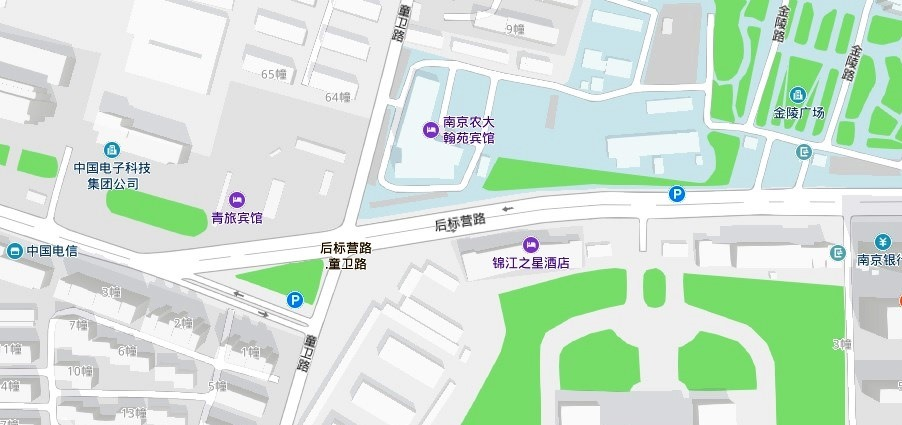 童卫路
9幢
金陵路
金陵路
65幢
64幢
金陵广场
南京农大
翰苑宾馆
中国电子科技
集团公司
P
青旅宾馆
后标营路
中国电信
后标营路
.童卫路
锦江之星酒店
南京银行
P
3幢
7幢
2幢
童卫路
11幢
6幢
1幢
3幢
10幢
4幢
5幢
13幢